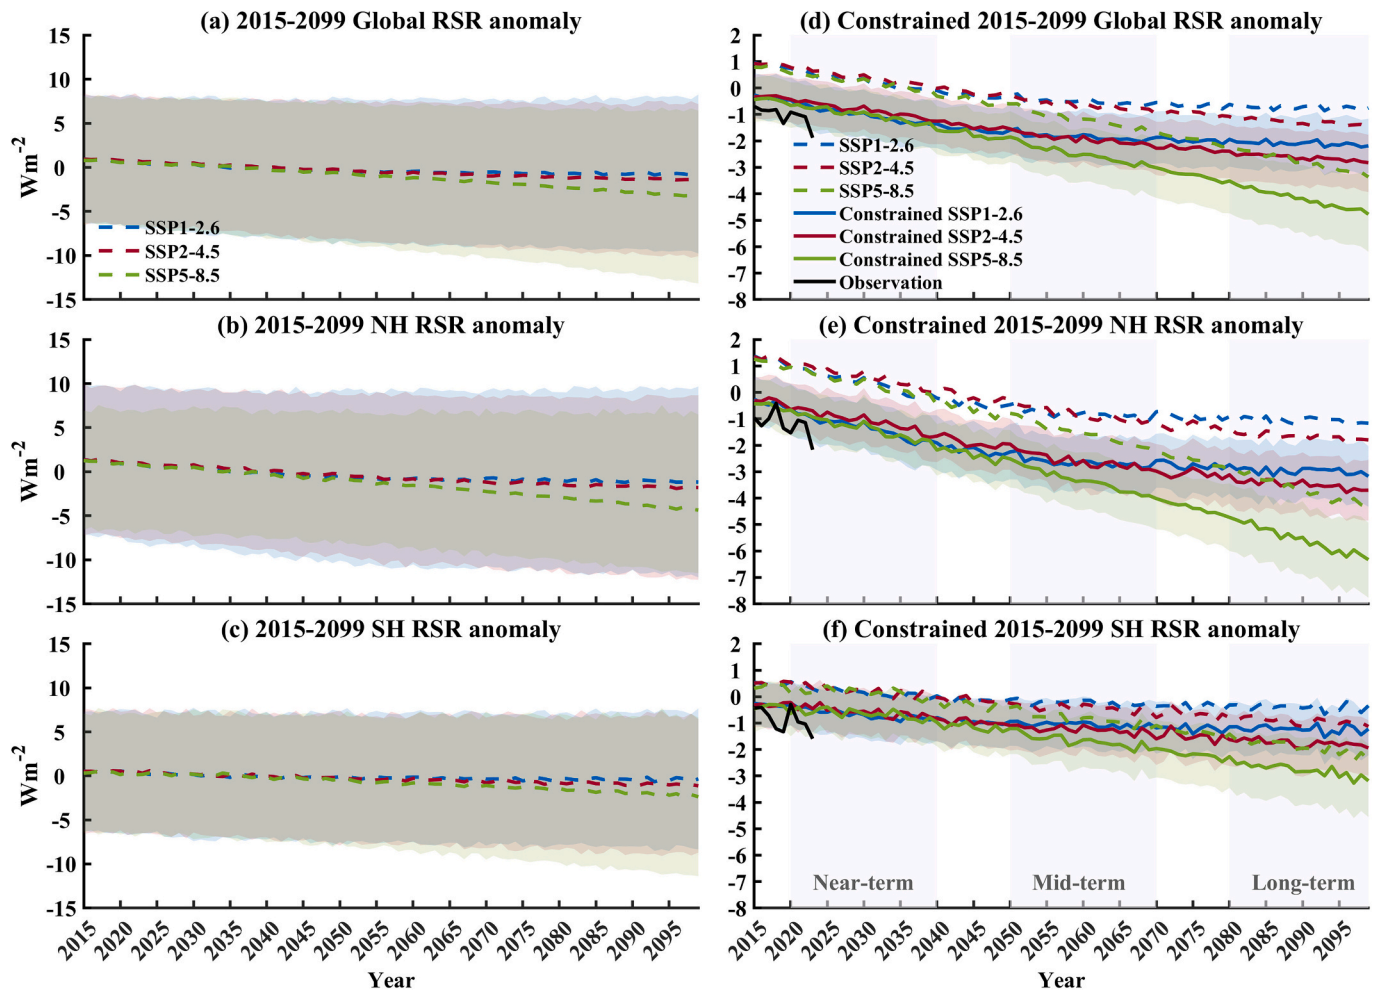 (a) 2015-2099 Global RSR anomaly
15
10
5
0
-5
-10
-15
Wm-2
SSP1-2.6
SSP2-4.5
SSP5-8.5
(b) 2015-2099 NH RSR anomaly
15
10
5
0
-5
-10
-15
Wm-2
(c) 2015-2099 SH RSR anomaly
15
10
5
0
-5
-10
-15
Wm-2
2015 2020 2025 2030 2035 2040 2045 2050 2055 2060 2065 2070 2075 2080 2085 2090 2095
Year
(d) Constrained 2015-2099 Global RSR anomaly
2
1
0
-1
-2
-3
-4
-5
-6
-7
-8
SSP1-2.6
SSP2-4.5
SSP5-8.5
Constrained SSP1-2.6
Constrained SSP2-4.5
Constrained SSP5-8.5
Observation
(e) Constrained 2015-2099 NH RSR anomaly
2
1
0
-1
-2
-3
-4
-5
-6
-7
-8
(f) Constrained 2015-2099 SH RSR anomaly
2
1
0
-1
-2
-3
-4
-5
-6
-7
-8
Near-term Mid-term Long-term
2015 2020 2025 2030 2035 2040 2045 2050 2055 2060 2065 2070 2075 2080 2085 2090 2095
Year